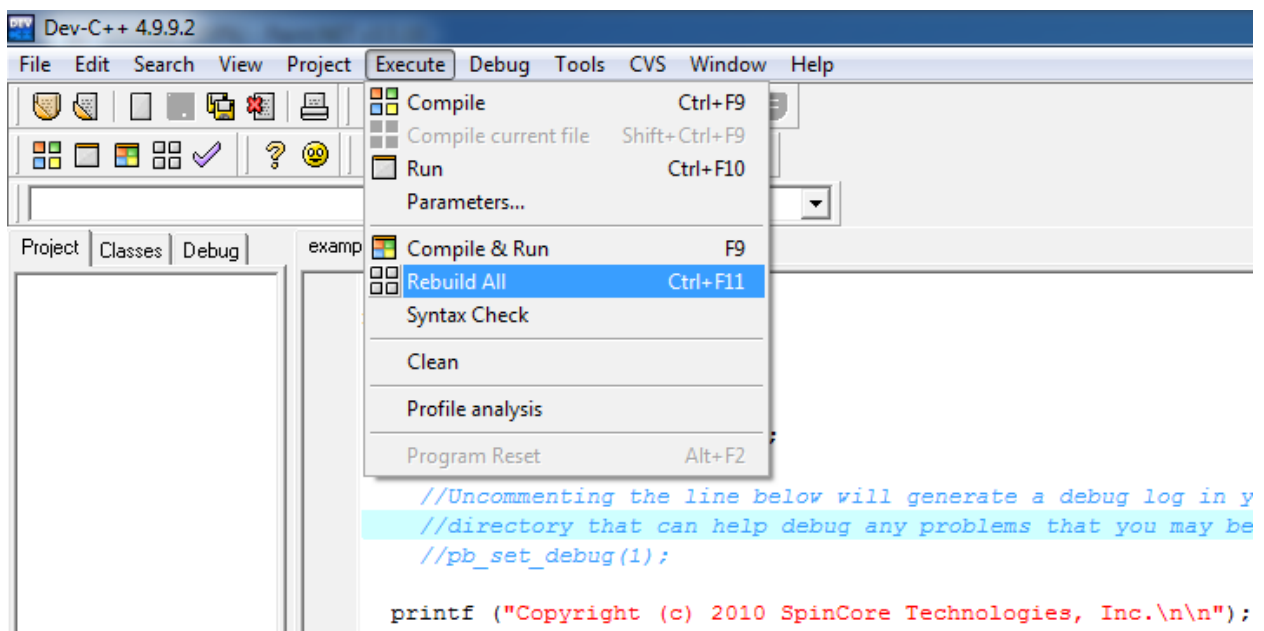 Dev-C++ 4.9.9.2
File Edit Search View Project Execute Debug Tools CVS Window Help
Compile Ctrl+F9
Compile current file Shift+Ctrl+F9
Run Ctrl+F10
Parameters...
Project Classes Debug examp Compile & Run F9
Rebuild All Ctrl+F11
Syntax Check
Clean
Profile analysis
;
Program Reset Alt+F2
//Uncommenting the line below will generate a debug log in y
//directory that can help debug any problems that you may be
//pb_set_debug(1);
printf ("Copyright (c) 2010 SpinCore Technologies, Inc.\n\n");